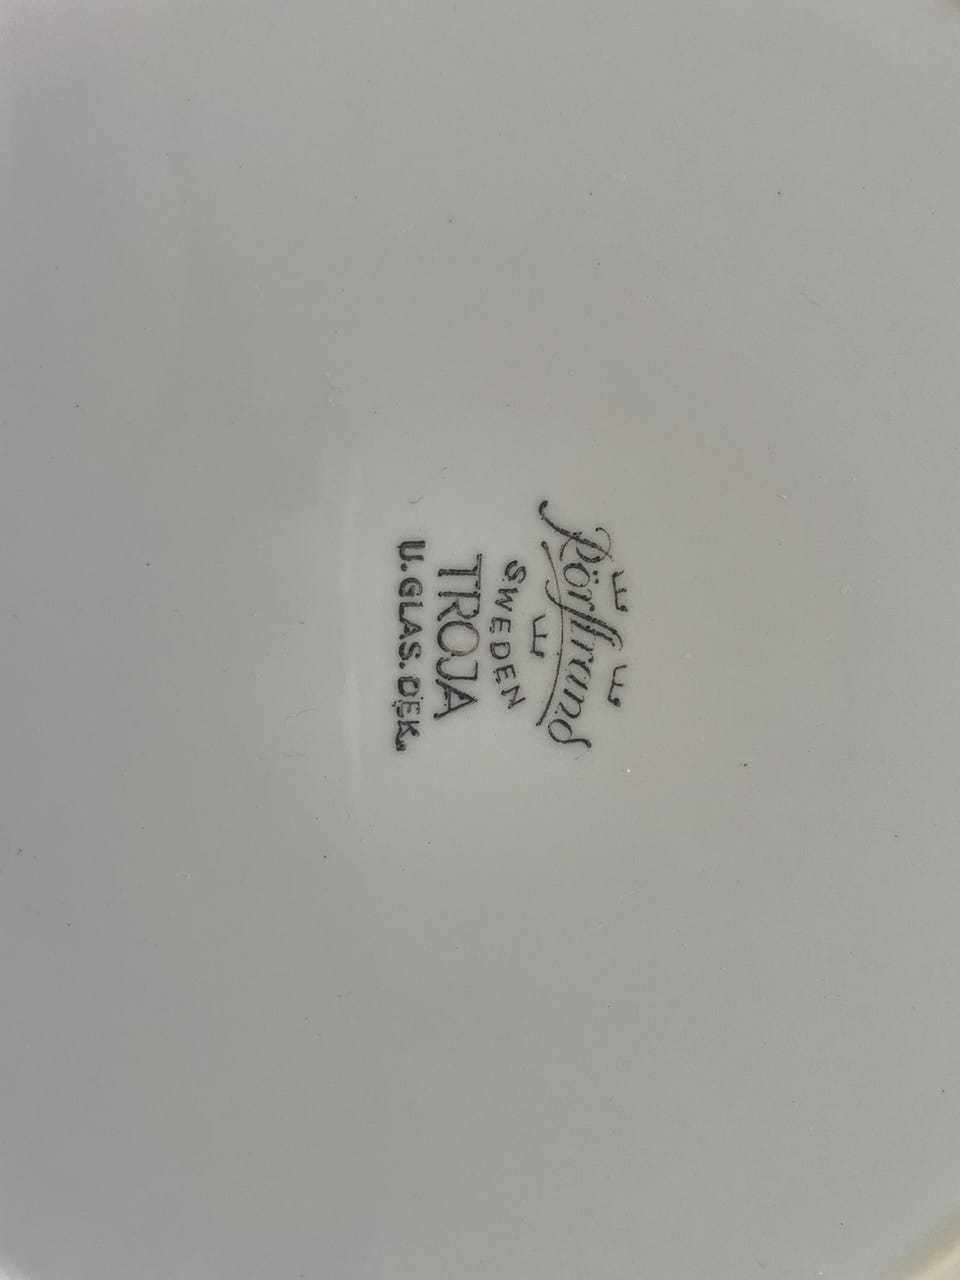 Rörstrand
SWEDEN
TROJA
U. GLAS. DEK.